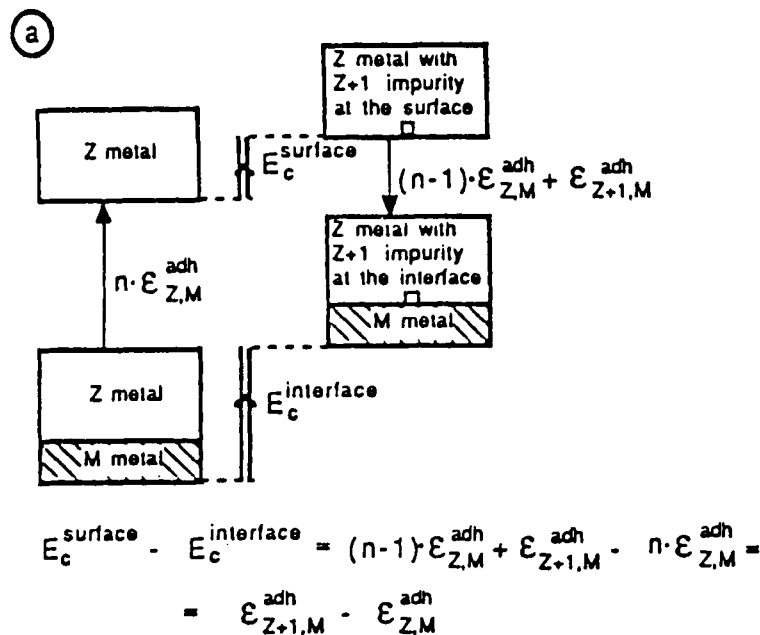 a
Z metal with
Z+1 impurity
at the surface
Z metal
E_c^surface
(n-1)·ε_Z,M^adh + ε_Z+1,M^adh
Z metal with
Z+1 impurity
at the interface
M metal
n·ε_Z,M^adh
Z metal
M metal
E_c^interface
E_c^surface - E_c^interface = (n-1)·ε_Z,M^adh + ε_Z+1,M^adh - n·ε_Z,M^adh =
= ε_Z+1,M^adh - ε_Z,M^adh